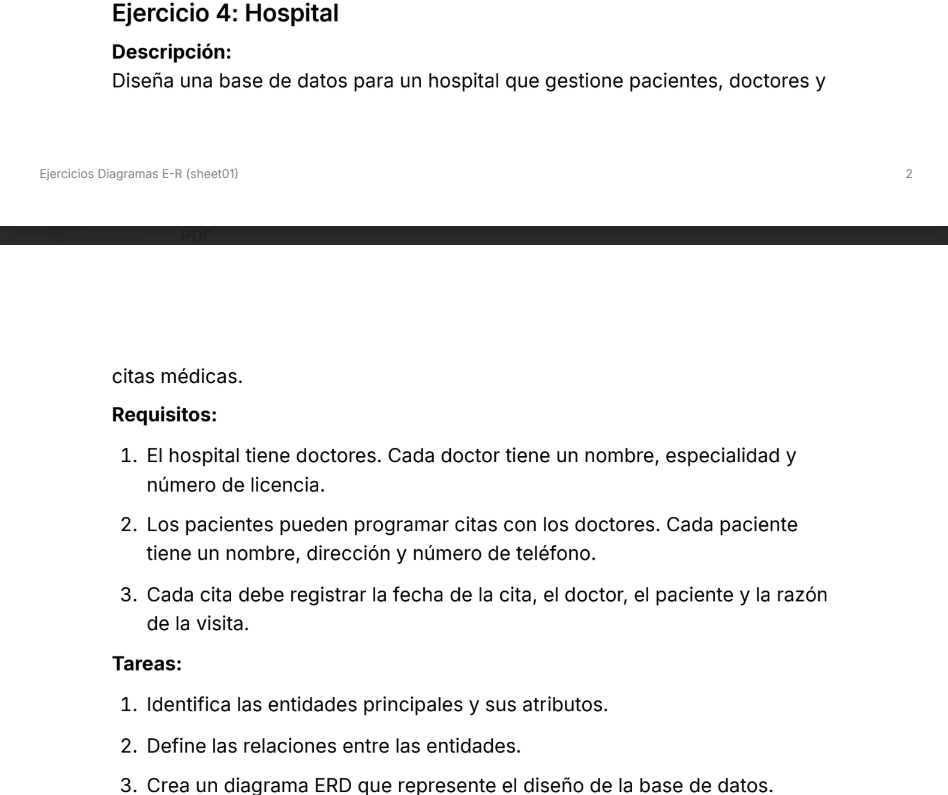 Ejercicio 4: Hospital
Descripción:
Diseña una base de datos para un hospital que gestione pacientes, doctores y
Ejercicios Diagramas E-R (sheet01)
2
PDF
citas médicas.
Requisitos:
1. El hospital tiene doctores. Cada doctor tiene un nombre, especialidad y
número de licencia.
2. Los pacientes pueden programar citas con los doctores. Cada paciente
tiene un nombre, dirección y número de teléfono.
3. Cada cita debe registrar la fecha de la cita, el doctor, el paciente y la razón
de la visita.
Tareas:
1. Identifica las entidades principales y sus atributos.
2. Define las relaciones entre las entidades.
3. Crea un diagrama ERD que represente el diseño de la base de datos.